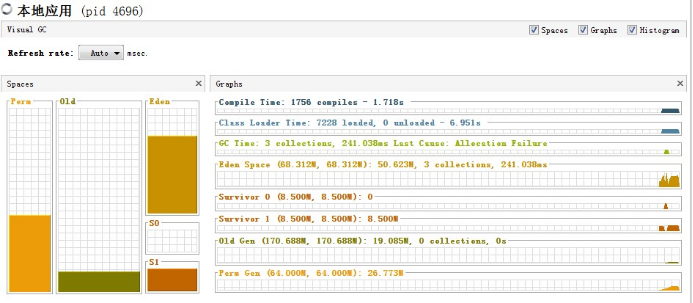 本地应用 (pid 4696)
Visual GC
Spaces Graphs Histogram
Refresh rate: Auto msec.
Spaces
Perm Old Eden
S0
S1
Graphs
Compile Time: 1756 compiles - 1.718s
Class Loader Time: 7228 loaded, 0 unloaded - 6.951s
GC Time: 3 collections, 241.038ms Last Cause: Allocation Failure
Eden Space (68.312M, 68.312M): 50.623M, 3 collections, 241.038ms
Survivor 0 (8.500M, 8.500M): 0
Survivor 1 (8.500M, 8.500M): 8.500M
Old Gen (170.688M, 170.688M): 19.085M, 0 collections, 0s
Perm Gen (64.000M, 64.000M): 26.773M